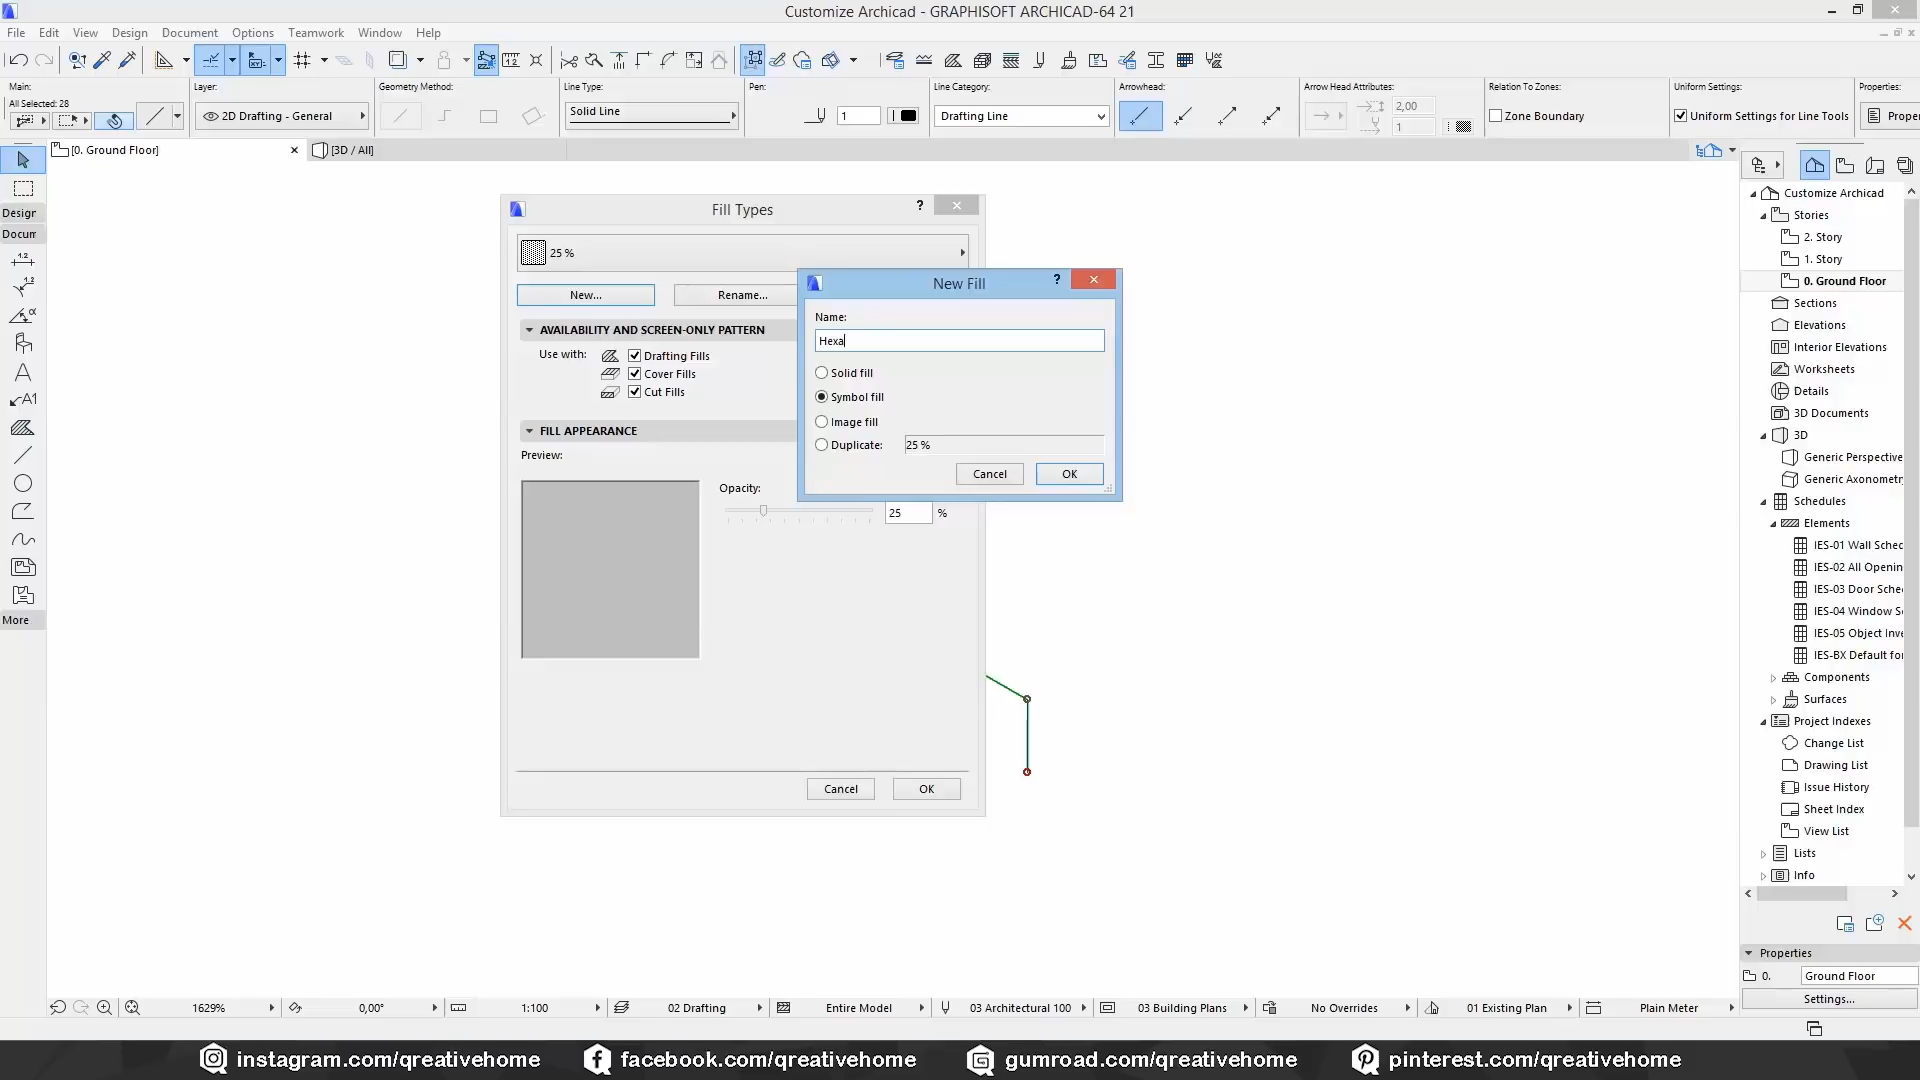 Customize Archicad - GRAPHISOFT ARCHICAD-64 21
File Edit View Design Document Options Teamwork Window Help
Main:
All Selected: 28
Layer:
2D Drafting - General
Geometry Method:
Line Type:
Solid Line
Pen:
1
Line Category:
Drafting Line
Arrowhead:
Arrow Head Attributes:
2,00
1
Relation To Zones:
Zone Boundary
Uniform Settings:
Uniform Settings for Line Tools
Properties:
Proper
[0. Ground Floor]
[3D / All]
Design
Docum
More
Fill Types
25 %
New...
Rename...
AVAILABILITY AND SCREEN-ONLY PATTERN
Use with:
Drafting Fills
Cover Fills
Cut Fills
FILL APPEARANCE
Preview:
Opacity:
25 %
Cancel
OK
New Fill
Name:
Hexa
Solid fill
Symbol fill
Image fill
Duplicate: 25 %
Cancel
OK
Customize Archicad
Stories
2. Story
1. Story
0. Ground Floor
Sections
Elevations
Interior Elevations
Worksheets
Details
3D Documents
3D
Generic Perspective
Generic Axonometry
Schedules
Elements
IES-01 Wall Sched
IES-02 All Openin
IES-03 Door Sche
IES-04 Window S
IES-05 Object Inve
IES-BX Default for
Components
Surfaces
Project Indexes
Change List
Drawing List
Issue History
Sheet Index
View List
Lists
Info
Properties
0. Ground Floor
Settings...
1629% 0,00° 1:100 02 Drafting Entire Model 03 Architectural 100 03 Building Plans No Overrides 01 Existing Plan Plain Meter
instagram.com/qreativehome facebook.com/qreativehome gumroad.com/qreativehome pinterest.com/qreativehome